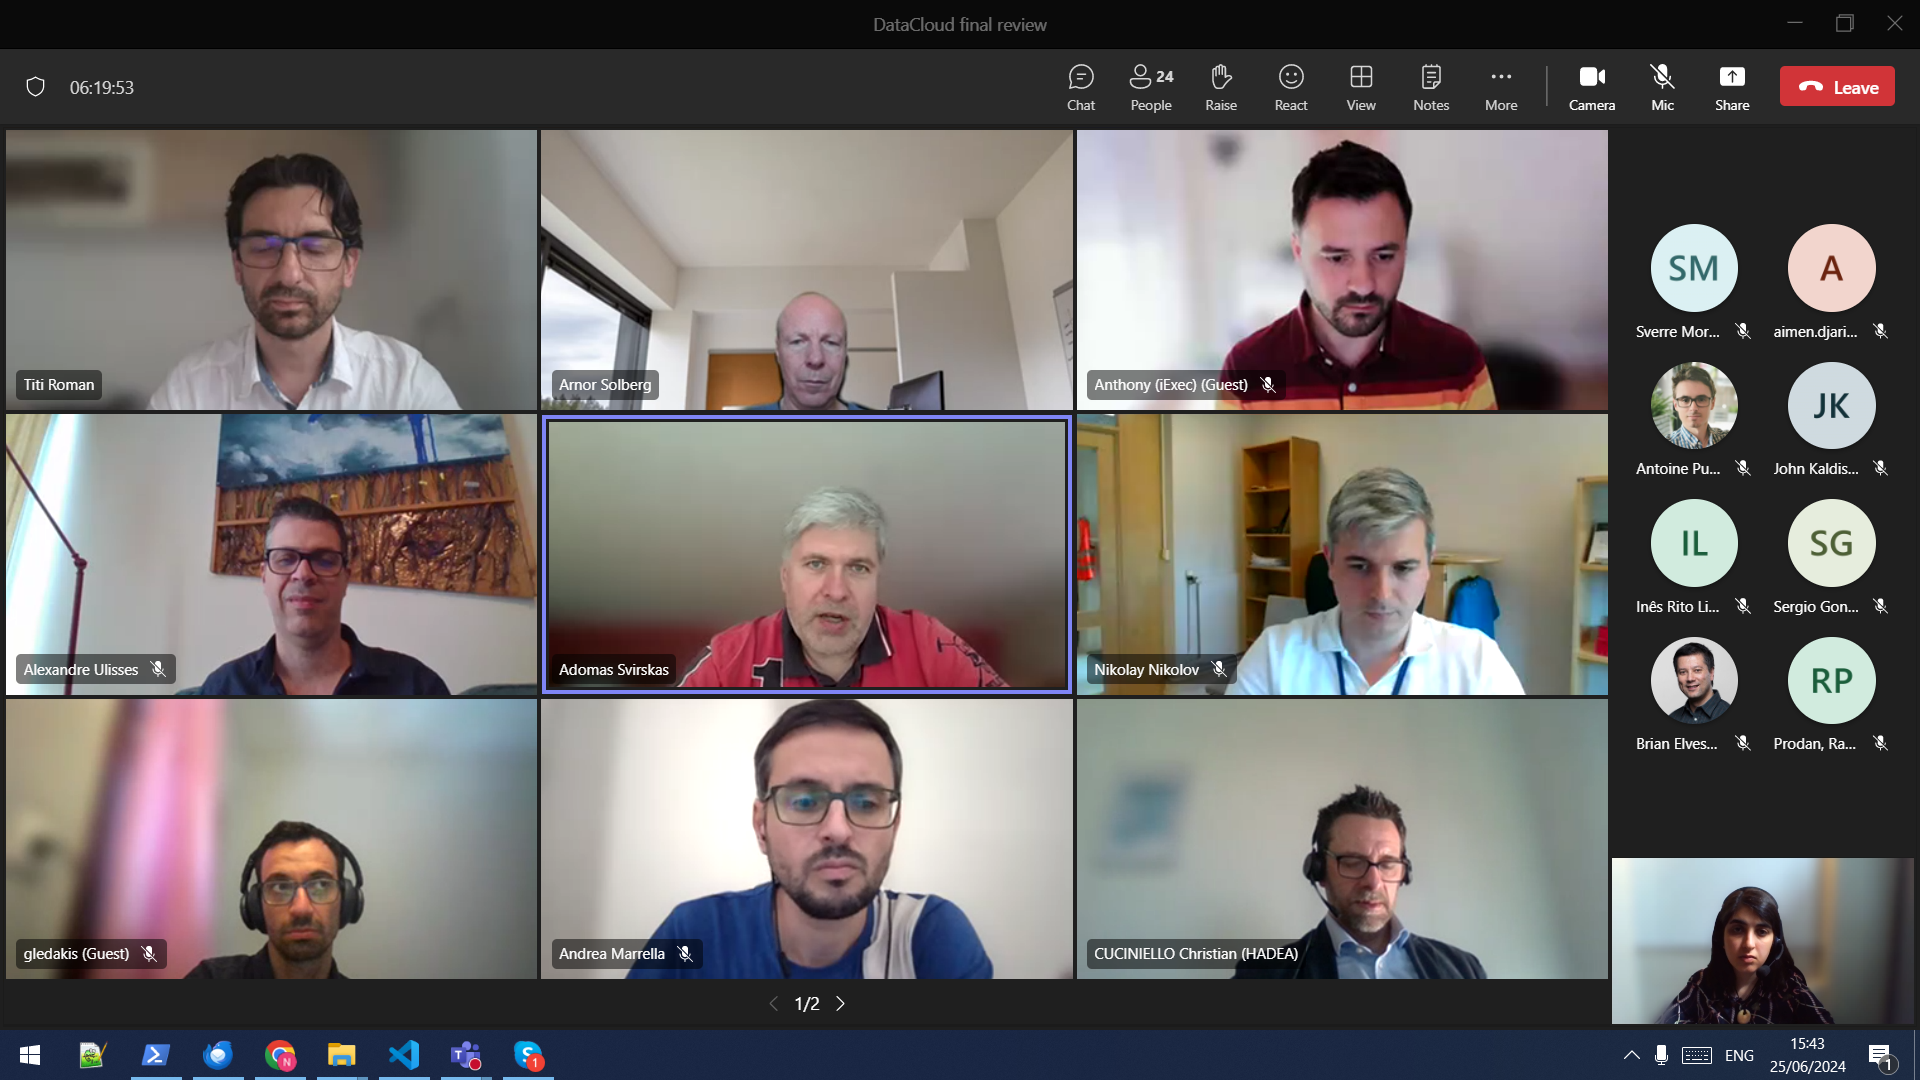 DataCloud final review
06:19:53
Chat
People 24
Raise
React
View
Notes
More
Camera
Mic
Share
Leave
Titi Roman
Arnor Solberg
Anthony (iExec) (Guest)
SM
A
Sverre Mor...
aimen.djari...
Antoine Pu...
JK
John Kaldis...
Alexandre Ulisses
Adomas Svirskas
1
Nikolay Nikolov
IL
SG
Inês Rito Li...
Sergio Gon...
RP
Brian Elves...
Prodan, Ra...
gledakis (Guest)
Andrea Marrella
CUCINIELLO Christian (HADEA)
1/2
N
T
S
1
ENG
15:43
25/06/2024
1